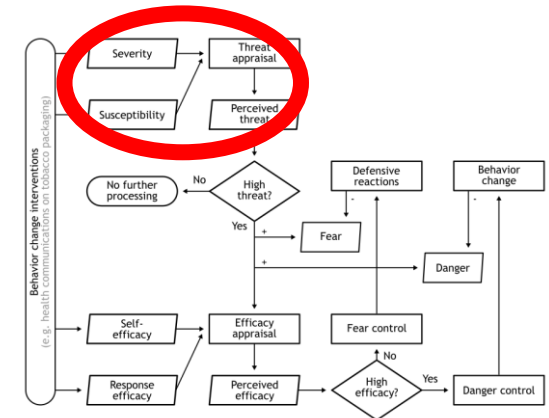 Behavior change interventions
(e.g. health communications on tobacco packaging)
Severity
Threat
appraisal
Susceptibility
Perceived
threat
No further
processing
No
High
threat?
Yes
+
+
Fear
Defensive
reactions
-
Behavior
change
-
Danger
Self-
efficacy
Efficacy
appraisal
Fear control
No
Response
efficacy
Perceived
efficacy
High
efficacy?
Yes
Danger control